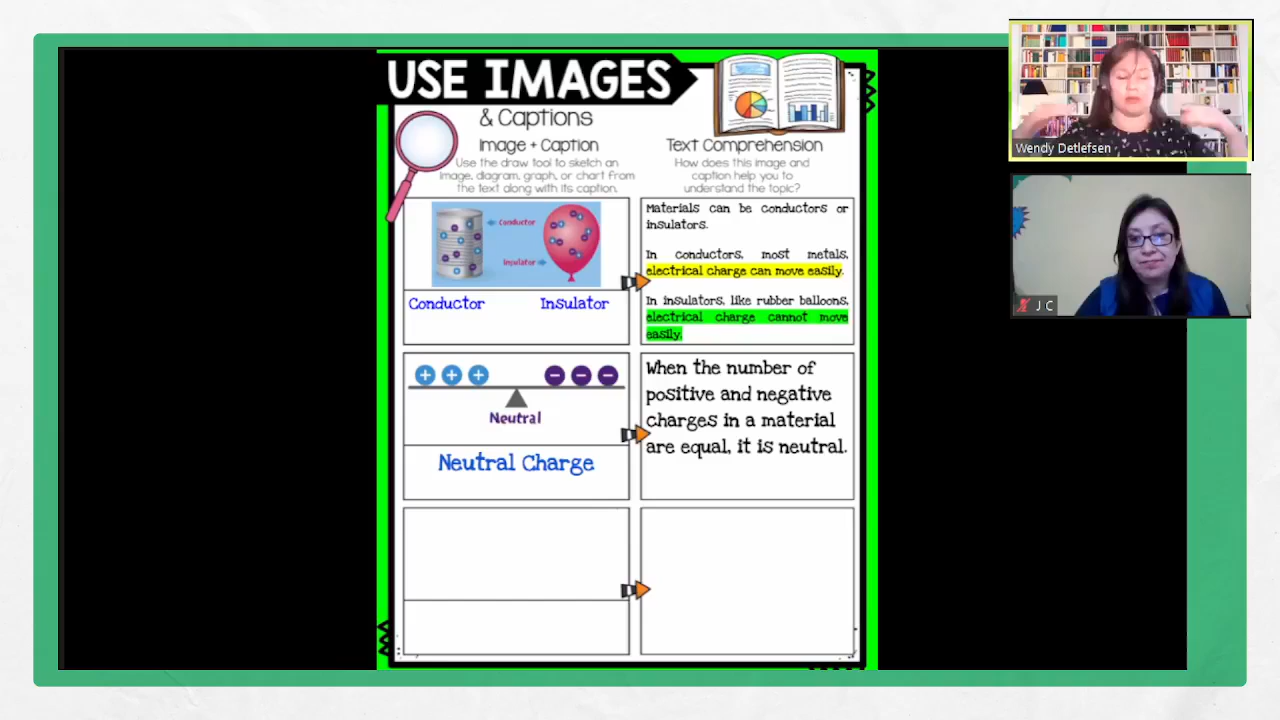 USE IMAGES
& Captions
Image + Caption
Use the draw tool to sketch an
image, diagram, graph, or chart from
the text along with its caption.
Text Comprehension
How does this image and
caption help you to
understand the topic?
Conductor
Insulator
Conductor Insulator
Materials can be conductors or
insulators.
In conductors, most metals,
electrical charge can move easily.
In insulators, like rubber balloons,
electrical charge cannot move
easily.
Neutral
Neutral Charge
When the number of
positive and negative
charges in a material
are equal, it is neutral.
Wendy Detlefsen
J C